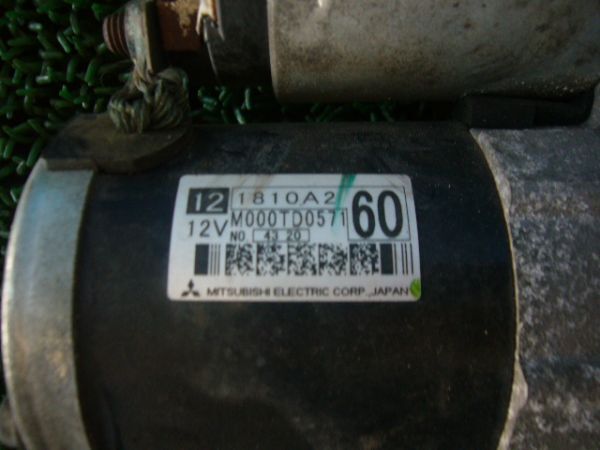 12 1810A2 60
12V M000TD0571
NO 43 20
MITSUBISHI ELECTRIC CORP., JAPAN